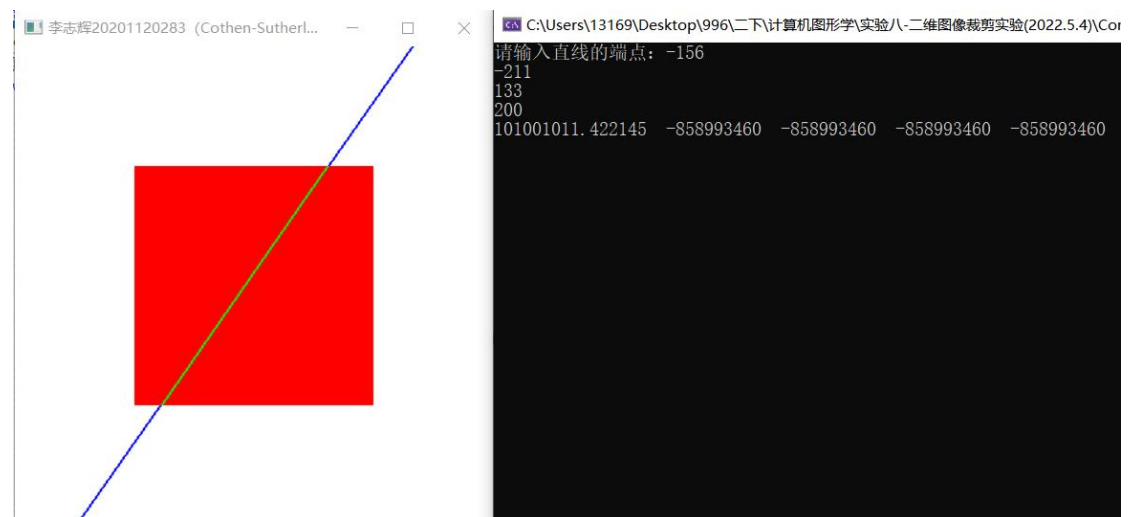 李志辉20201120283 (Cothen-Sutherl...
C:\Users\13169\Desktop\996\二下\计算机图形学\实验八-二维图像裁剪实验(2022.5.4)\Cor
请输入直线的端点: -156
-211
133
200
101001011.422145 -858993460 -858993460 -858993460 -858993460